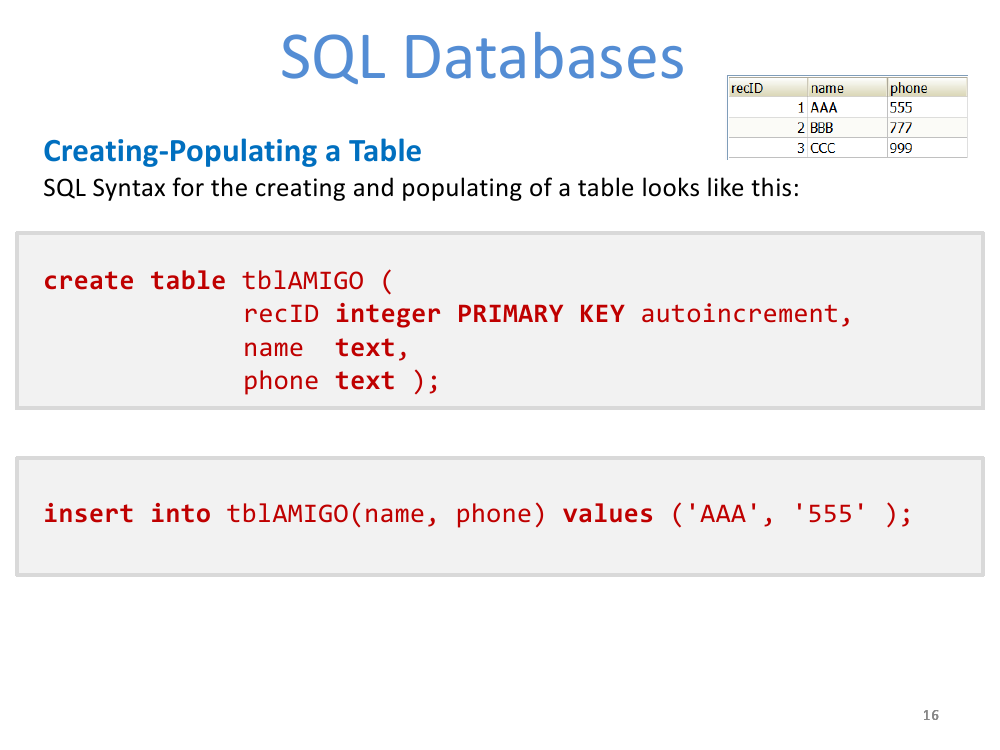 SQL Databases
recID name phone
1 AAA 555
2 BBB 777
3 CCC 999
Creating-Populating a Table
SQL Syntax for the creating and populating of a table looks like this:
create table tblAMIGO (
recID integer PRIMARY KEY autoincrement,
name  text,
phone text );
insert into tblAMIGO(name, phone) values ('AAA', '555' );
16